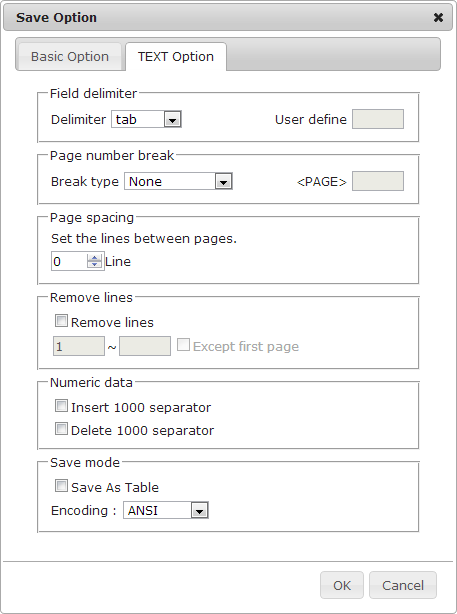 Save Option
Basic Option TEXT Option
Field delimiter
Delimiter tab User define
Page number break
Break type None <PAGE>
Page spacing
Set the lines between pages.
0 Line
Remove lines
Remove lines
1 ~ Except first page
Numeric data
Insert 1000 separator
Delete 1000 separator
Save mode
Save As Table
Encoding : ANSI
OK Cancel